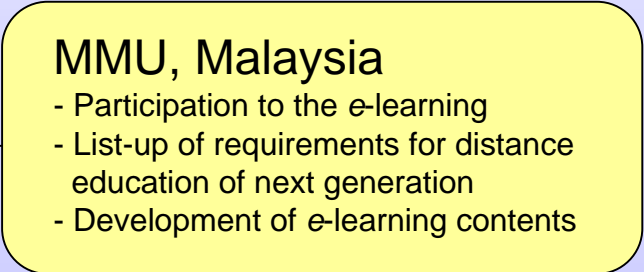 MMU, Malaysia
- Participation to the e-learning
- List-up of requirements for distance
education of next generation
- Development of e-learning contents